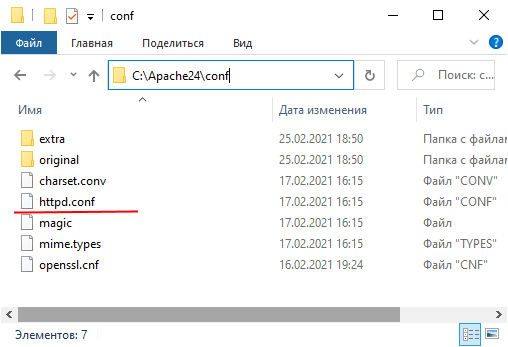 conf
Файл Главная Поделиться Вид
C:\Apache24\conf Поиск: с...
Имя Дата изменения Тип
extra 25.02.2021 18:50 Папка с файлам
original 25.02.2021 18:50 Папка с файлам
charset.conv 17.02.2021 16:15 Файл "CONV"
httpd.conf 17.02.2021 16:15 Файл "CONF"
magic 17.02.2021 16:15 Файл
mime.types 17.02.2021 16:15 Файл "TYPES"
openssl.cnf 16.02.2021 19:24 Файл "CNF"
Элементов: 7